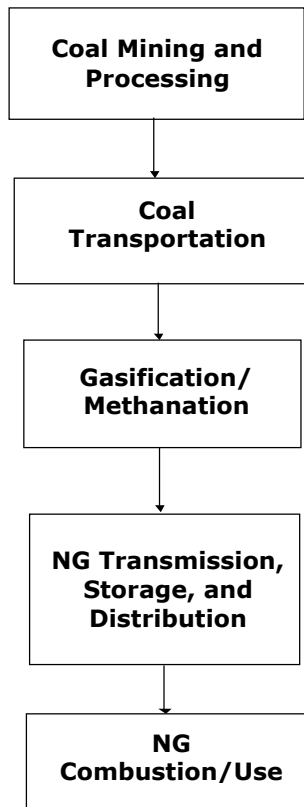 Coal Mining and
Processing
Coal
Transportation
Gasification/
Methanation
NG Transmission,
Storage, and
Distribution
NG
Combustion/Use